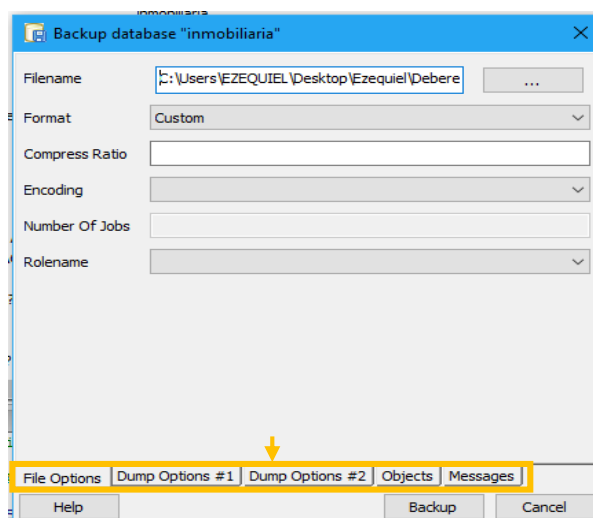 inmobiliaria
Backup database "inmobiliaria"
Filename C:\Users\EZEQUIEL\Desktop\Ezequiel\Debere ...
Format Custom
Compress Ratio
Encoding
Number Of Jobs
Rolename
File Options Dump Options #1 Dump Options #2 Objects Messages
Help Backup Cancel